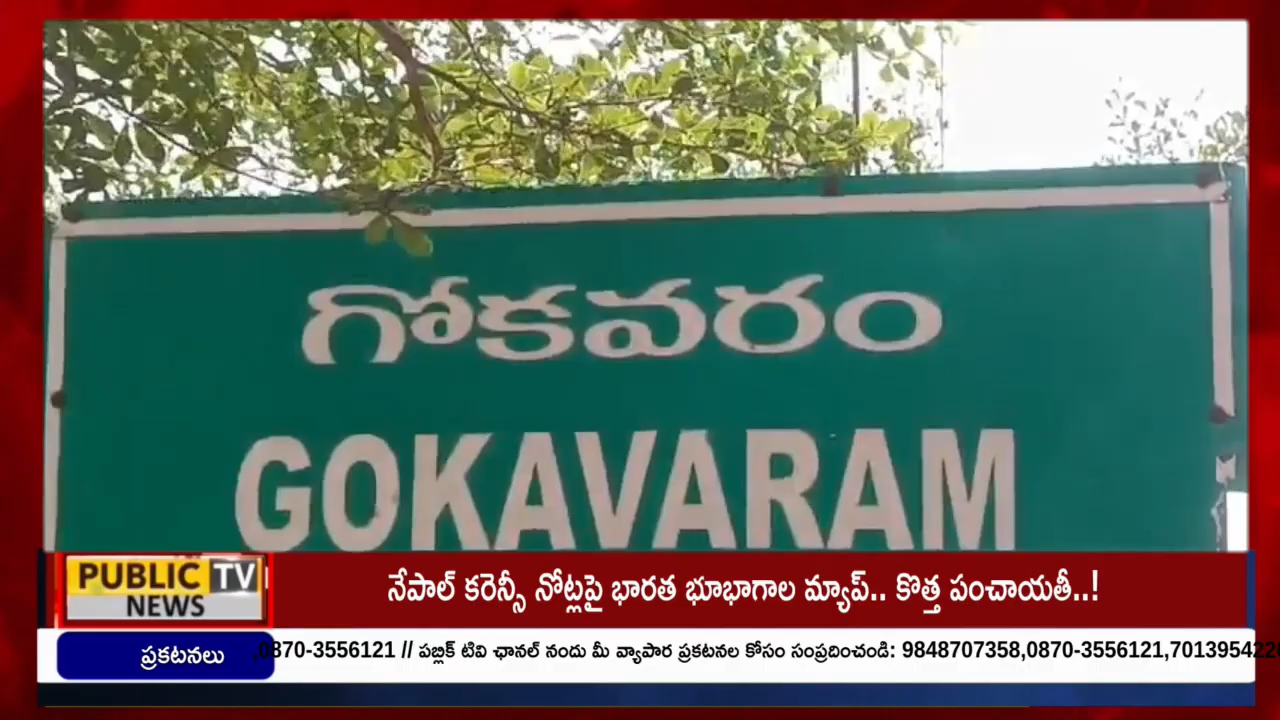 గోకవరం
GOKAVARAM
PUBLIC TV
NEWS
నేపాల్ కరెన్సీ నోట్లపై భారత భూభాగాల మ్యాప్.. కొత్త పంచాయతీ..!
ప్రకటనలు
,0870-3556121 // పబ్లిక్ టివి ఛానల్ నందు మీ వ్యాపార ప్రకటనల కోసం సంప్రదించండి: 9848707358,0870-3556121,701395422